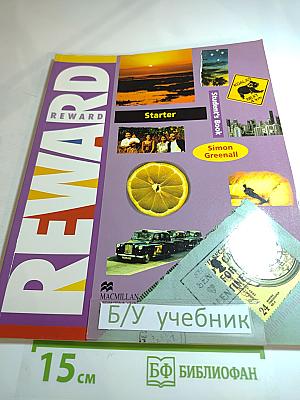 REWARD
REWARD
Starter
Student's Book
Simon
Greenall
MACMILLAN
Б/У учебник
15 см
БФ БИБЛИОФАН